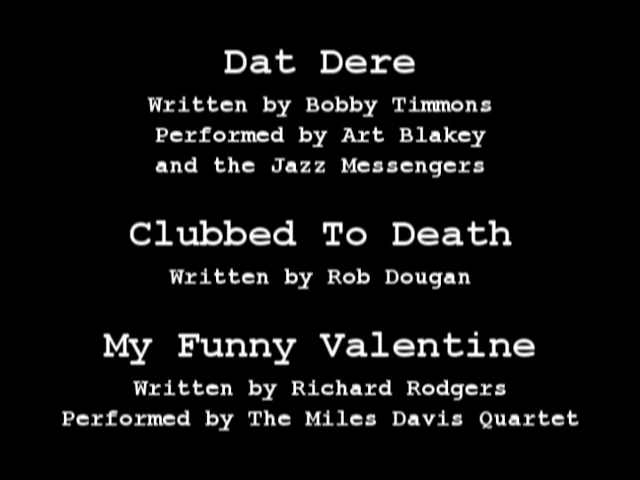 Dat Dere
Written by Bobby Timmons
Performed by Art Blakey
and the Jazz Messengers
Clubbed To Death
Written by Rob Dougan
My Funny Valentine
Written by Richard Rodgers
Performed by The Miles Davis Quartet